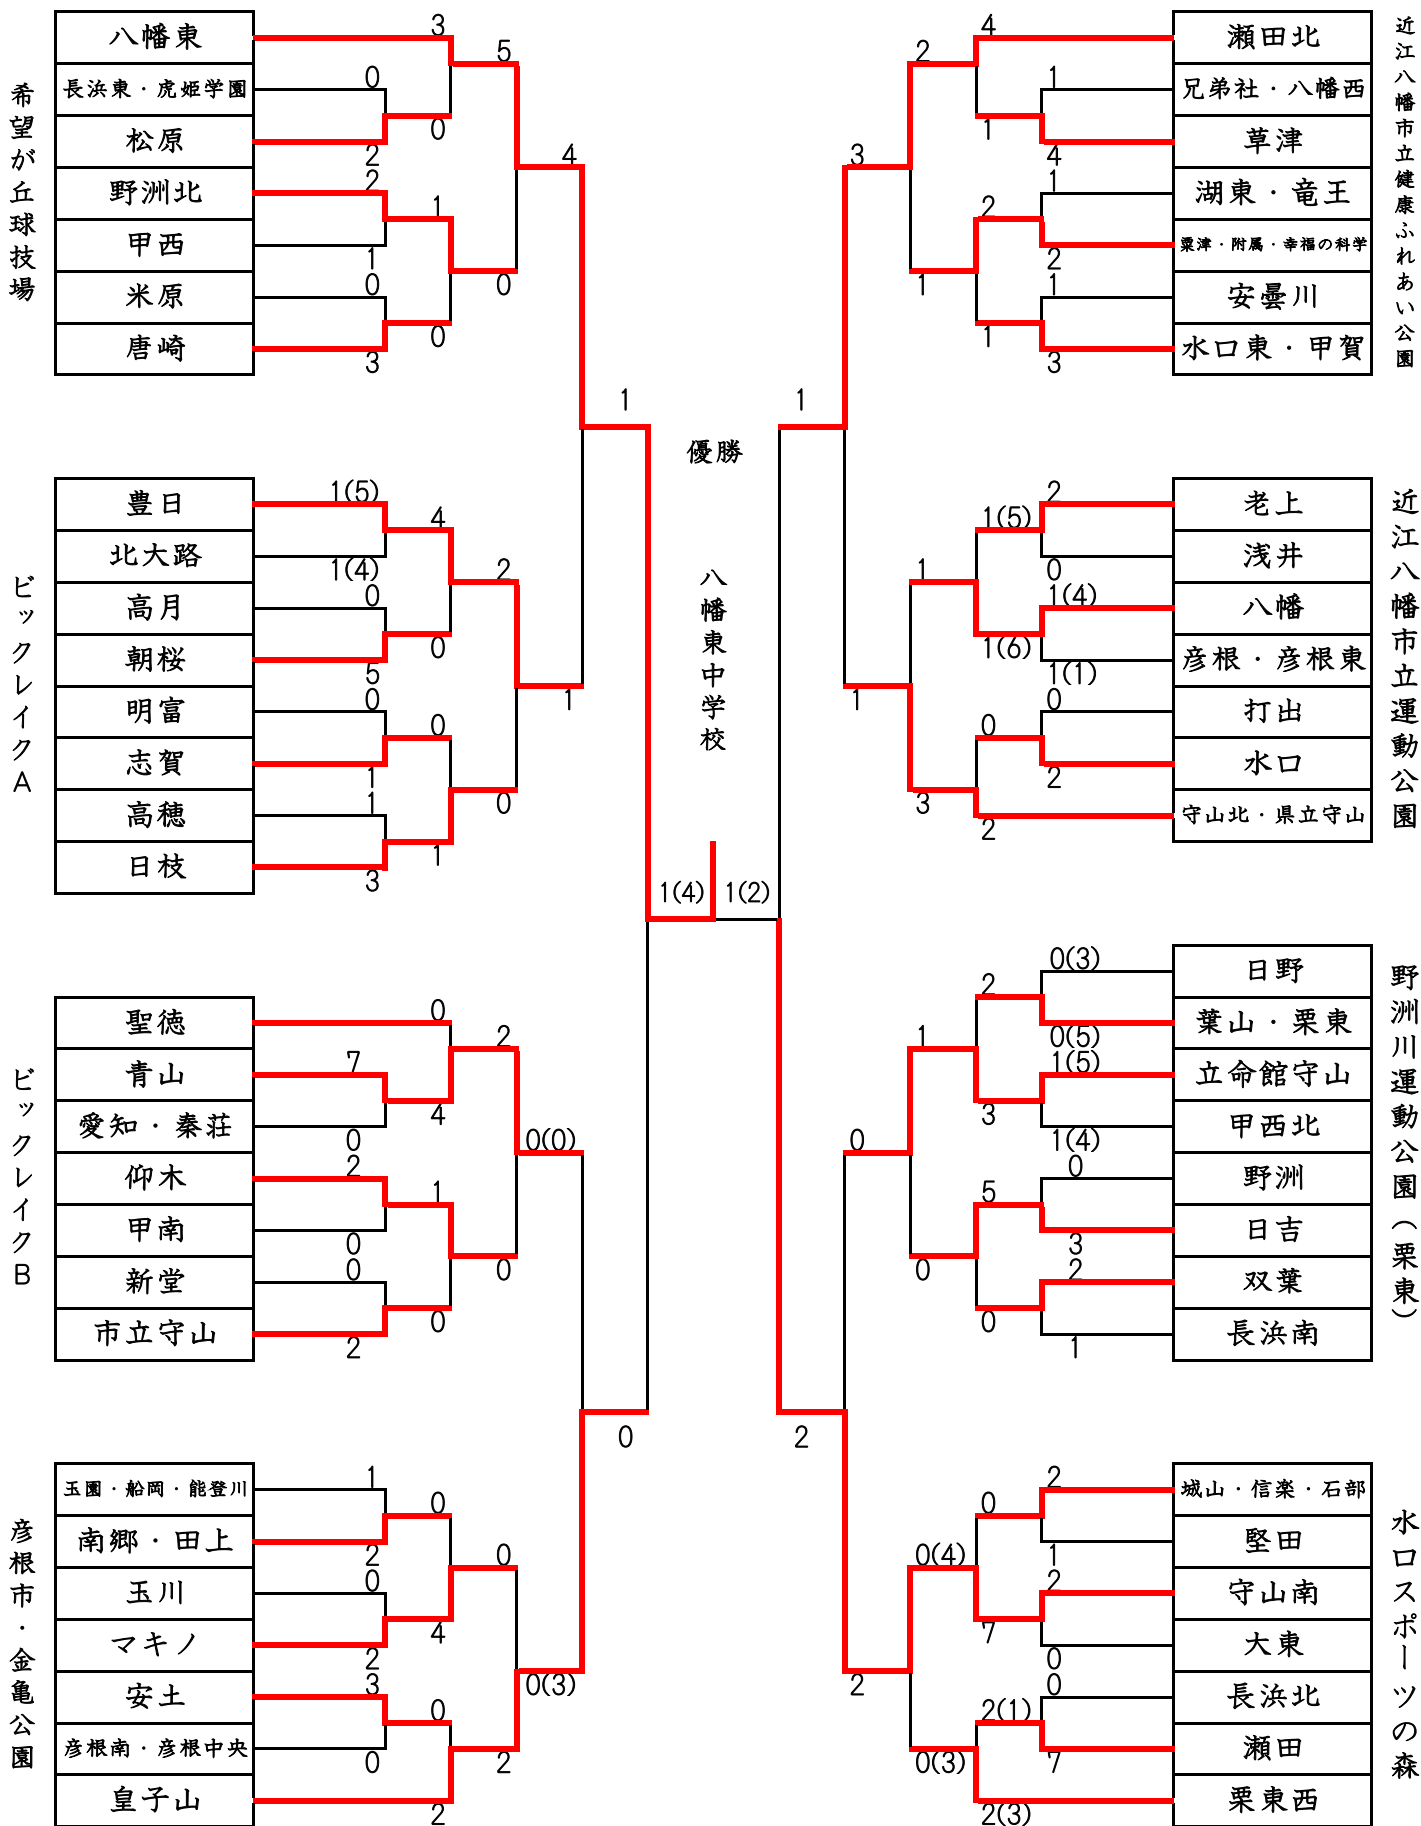 希望が丘球技場
八幡東
長浜東・虎姫学園
松原
野洲北
甲西
米原
唐崎
3
0
2
2
1
0
3
0
1
0
5
0
4
ビックレイクA
豊日
北大路
高月
朝桜
明富
志賀
高穂
日枝
1(5)
1(4)
0
5
0
1
1
3
4
0
0
1
2
0
1
1
ビックレイクB
聖徳
青山
愛知・秦荘
仰木
甲南
新堂
市立守山
0
7
0
2
0
0
2
4
1
0
2
0
0(0)
彦根市・金亀公園
玉園・船岡・能登川
南郷・田上
玉川
マキノ
安土
彦根南・彦根中央
皇子山
1
2
0
2
3
0
0
4
0
2
0
2
0(3)
0
優勝
八幡東中学校
1(4)
1(2)
近江八幡市立健康ふれあい公園
瀬田北
兄弟社・八幡西
草津
湖東・竜王
粟津・附属・幸福の科学
安曇川
水口東・甲賀
4
1
4
1
2
1
3
1
2
1
2
1
3
1
近江八幡市立運動公園
老上
浅井
八幡
彦根・彦根東
打出
水口
守山北・県立守山
2
0
1(4)
1(1)
0
2
1(5)
1(6)
0
2
1
3
1
野洲川運動公園(栗東)
日野
葉山・栗東
立命館守山
甲西北
野洲
日吉
双葉
長浜南
0(3)
0(5)
1(5)
1(4)
0
3
2
1
2
3
5
0
1
0
0
2
水口スポーツの森
城山・信楽・石部
堅田
守山南
大東
長浜北
瀬田
栗東西
2
1
2
0
0
7
0
7
2(1)
2(3)
0(4)
0(3)
2